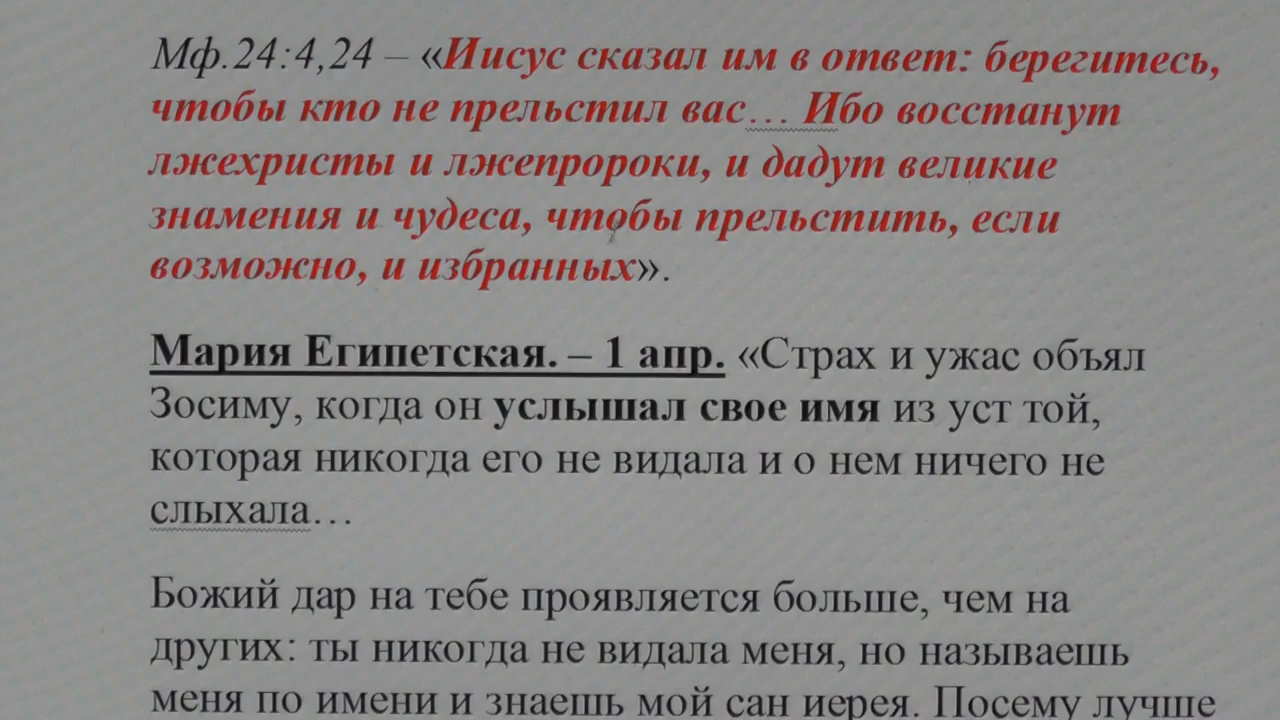 Мф.24:4,24 – «Иисус сказал им в ответ: берегитесь,
чтобы кто не прельстил вас… Ибо восстанут
лжехристы и лжепророки, и дадут великие
знамения и чудеса, чтобы прельстить, если
возможно, и избранных».
Мария Египетская. – 1 апр. «Страх и ужас объял
Зосиму, когда он услышал свое имя из уст той,
которая никогда его не видала и о нем ничего не
слыхала…
Божий дар на тебе проявляется больше, чем на
других: ты никогда не видала меня, но называешь
меня по имени и знаешь мой сан иерея. Посему лучше